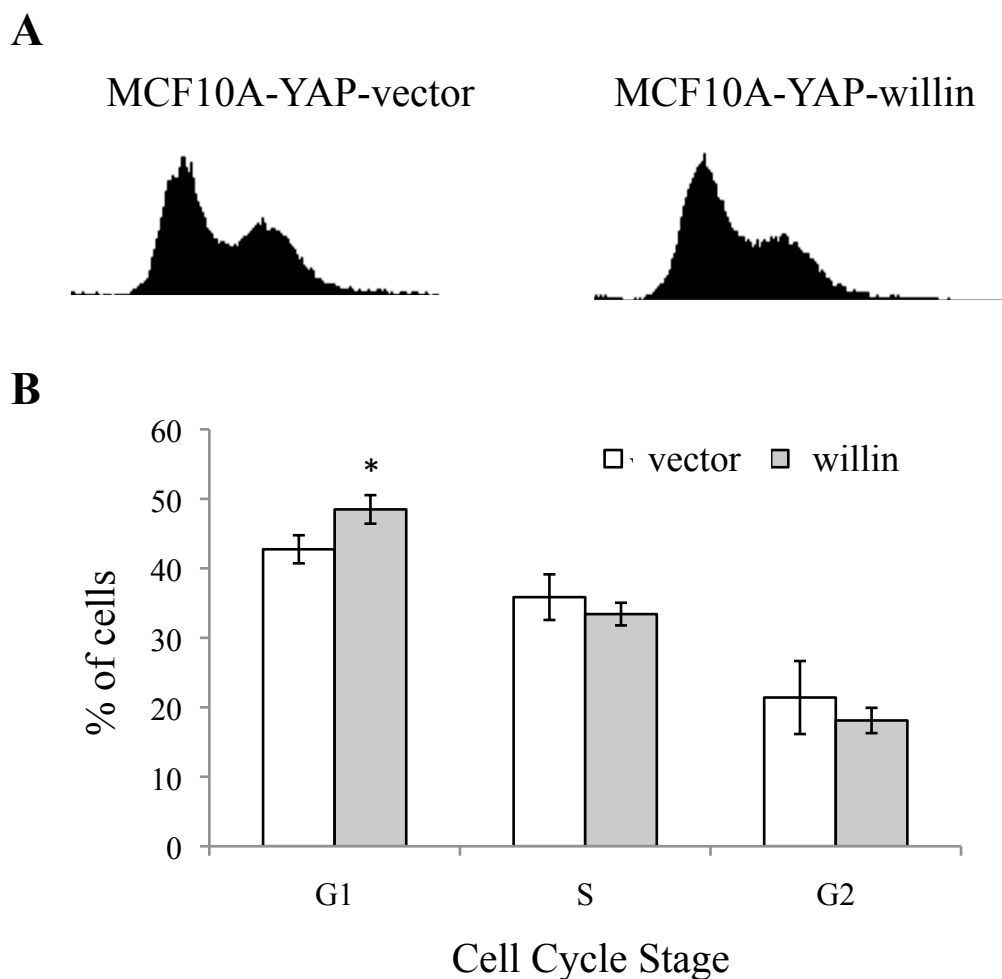 A
MCF10A-YAP-vector MCF10A-YAP-willin
B
60
50
40
30
20
10
0
% of cells
*
vector willin
G1 S G2
Cell Cycle Stage